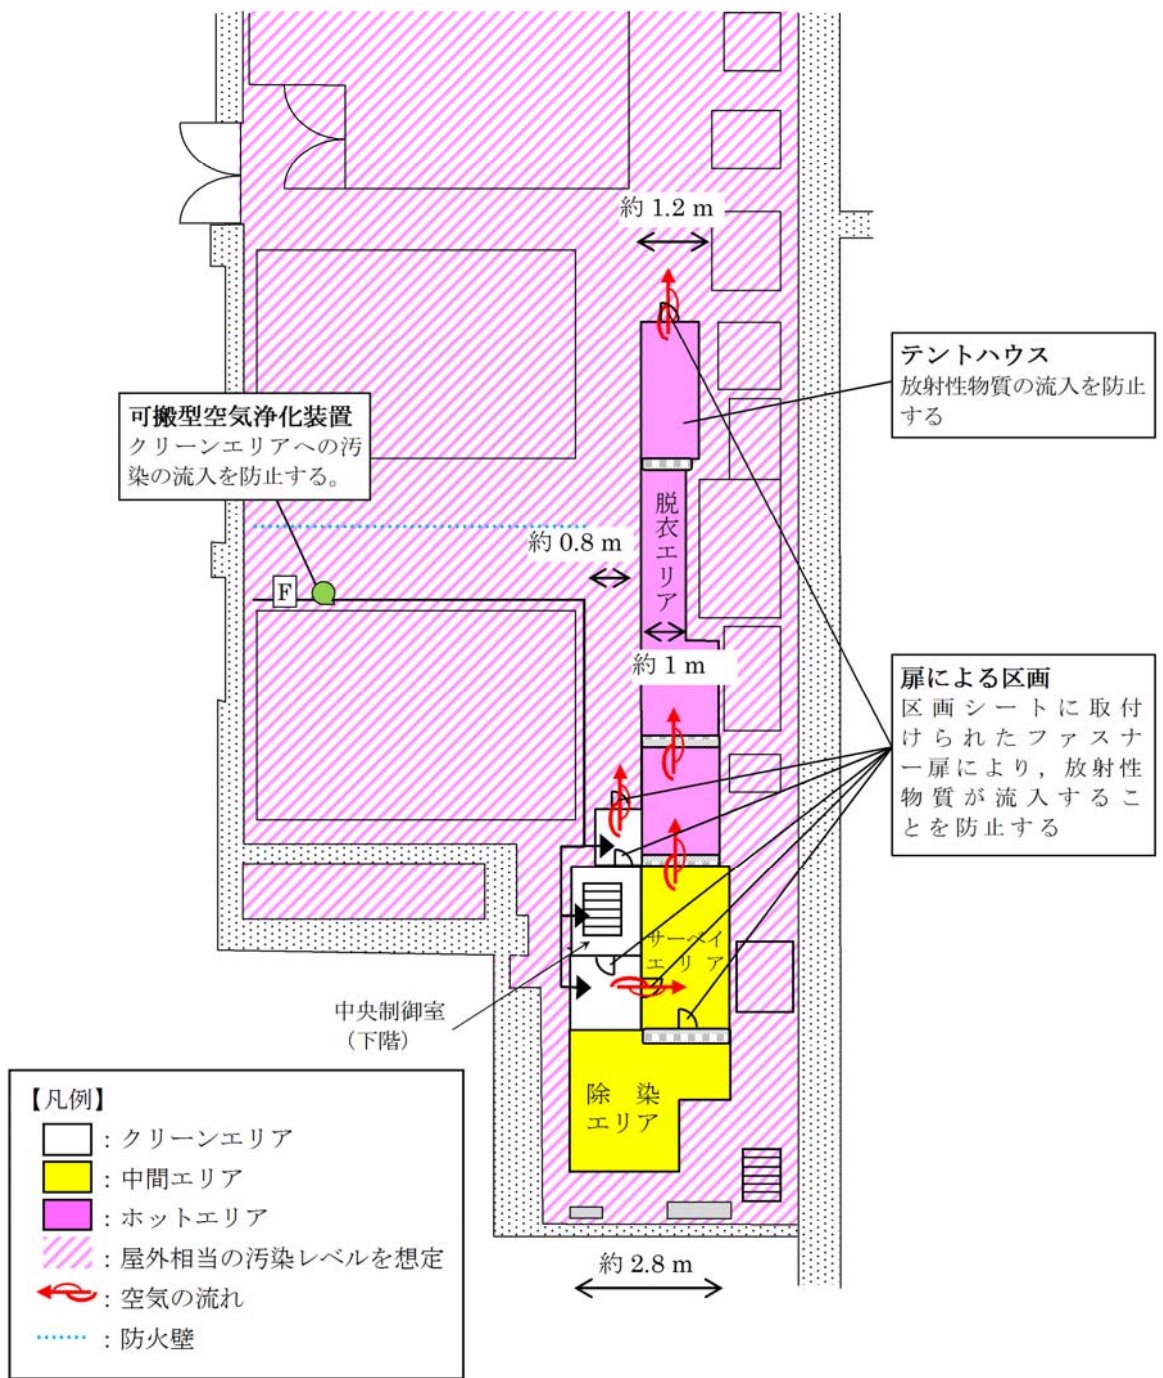 約 1.2 m
テントハウス
放射性物質の流入を防止
する
可搬型空気浄化装置
クリーンエリアへの汚
染の流入を防止する。
脱衣エリア
約 0.8 m
F
約 1 m
扉による区画
区画シートに取付
けられたファスナ
ー扉により，放射性
物質が流入するこ
とを防止する
サーベイ
エリア
中央制御室
（下階）
除 染
エリア
【凡例】
：クリーンエリア
：中間エリア
：ホットエリア
：屋外相当の汚染レベルを想定
：空気の流れ
：防火壁
約 2.8 m